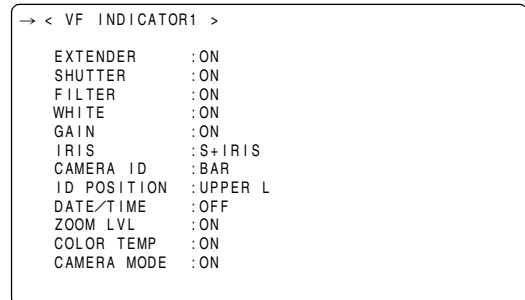 → < VF INDICATOR1 >
EXTENDER :ON
SHUTTER :ON
FILTER :ON
WHITE :ON
GAIN :ON
IRIS :S+IRIS
CAMERA ID :BAR
ID POSITION :UPPER L
DATE/TIME :OFF
ZOOM LVL :ON
COLOR TEMP :ON
CAMERA MODE :ON